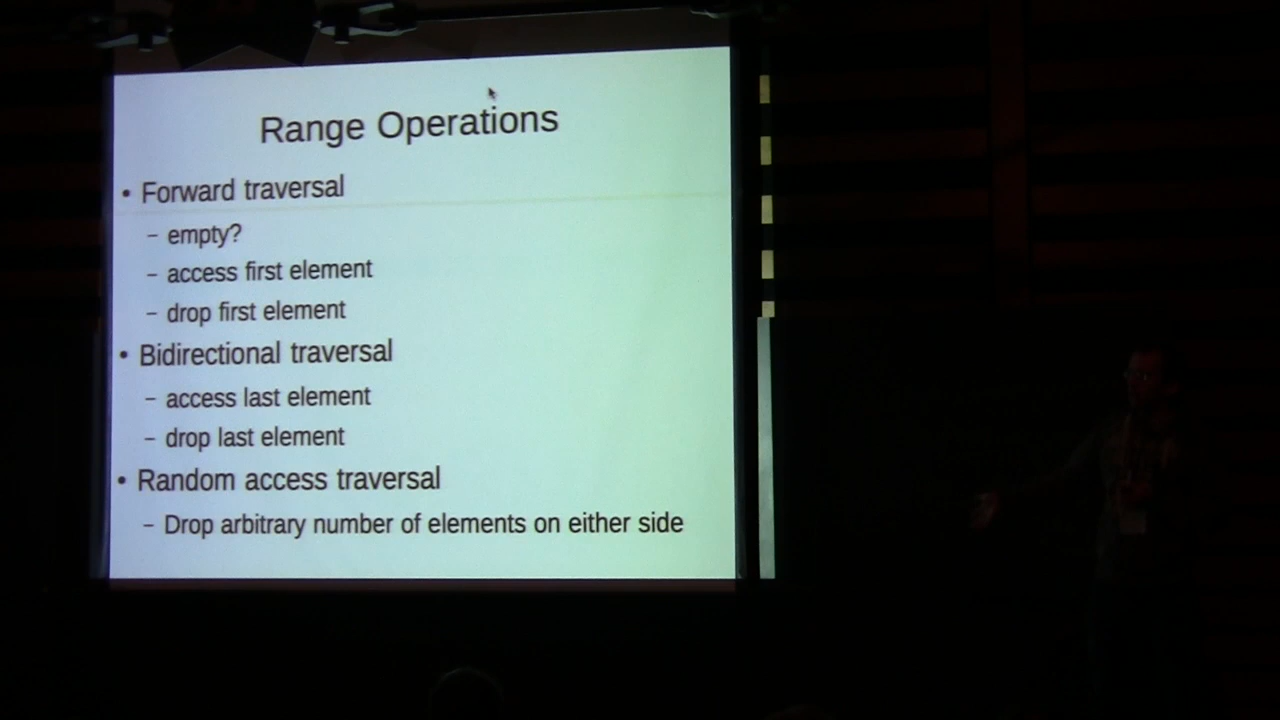 Range Operations
• Forward traversal
– empty?
– access first element
– drop first element
• Bidirectional traversal
– access last element
– drop last element
• Random access traversal
– Drop arbitrary number of elements on either side